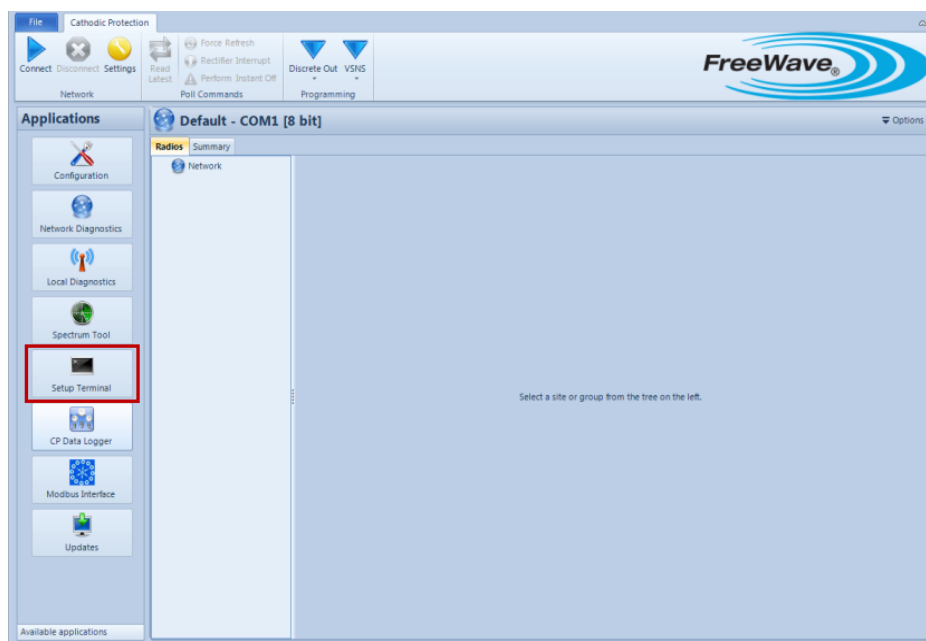 File
Cathodic Protection
Connect
Disconnect
Settings
Network
Read
Latest
Force Refresh
Rectifier Interrupt
Perform Instant Off
Poll Commands
Discrete Out
VSNS
Programming
FreeWave®
Applications
Configuration
Network Diagnostics
Local Diagnostics
Spectrum Tool
Setup Terminal
CP Data Logger
Modbus Interface
Updates
Available applications
Default - COM1 [8 bit]
Options
Radios
Summary
Network
Select a site or group from the tree on the left.